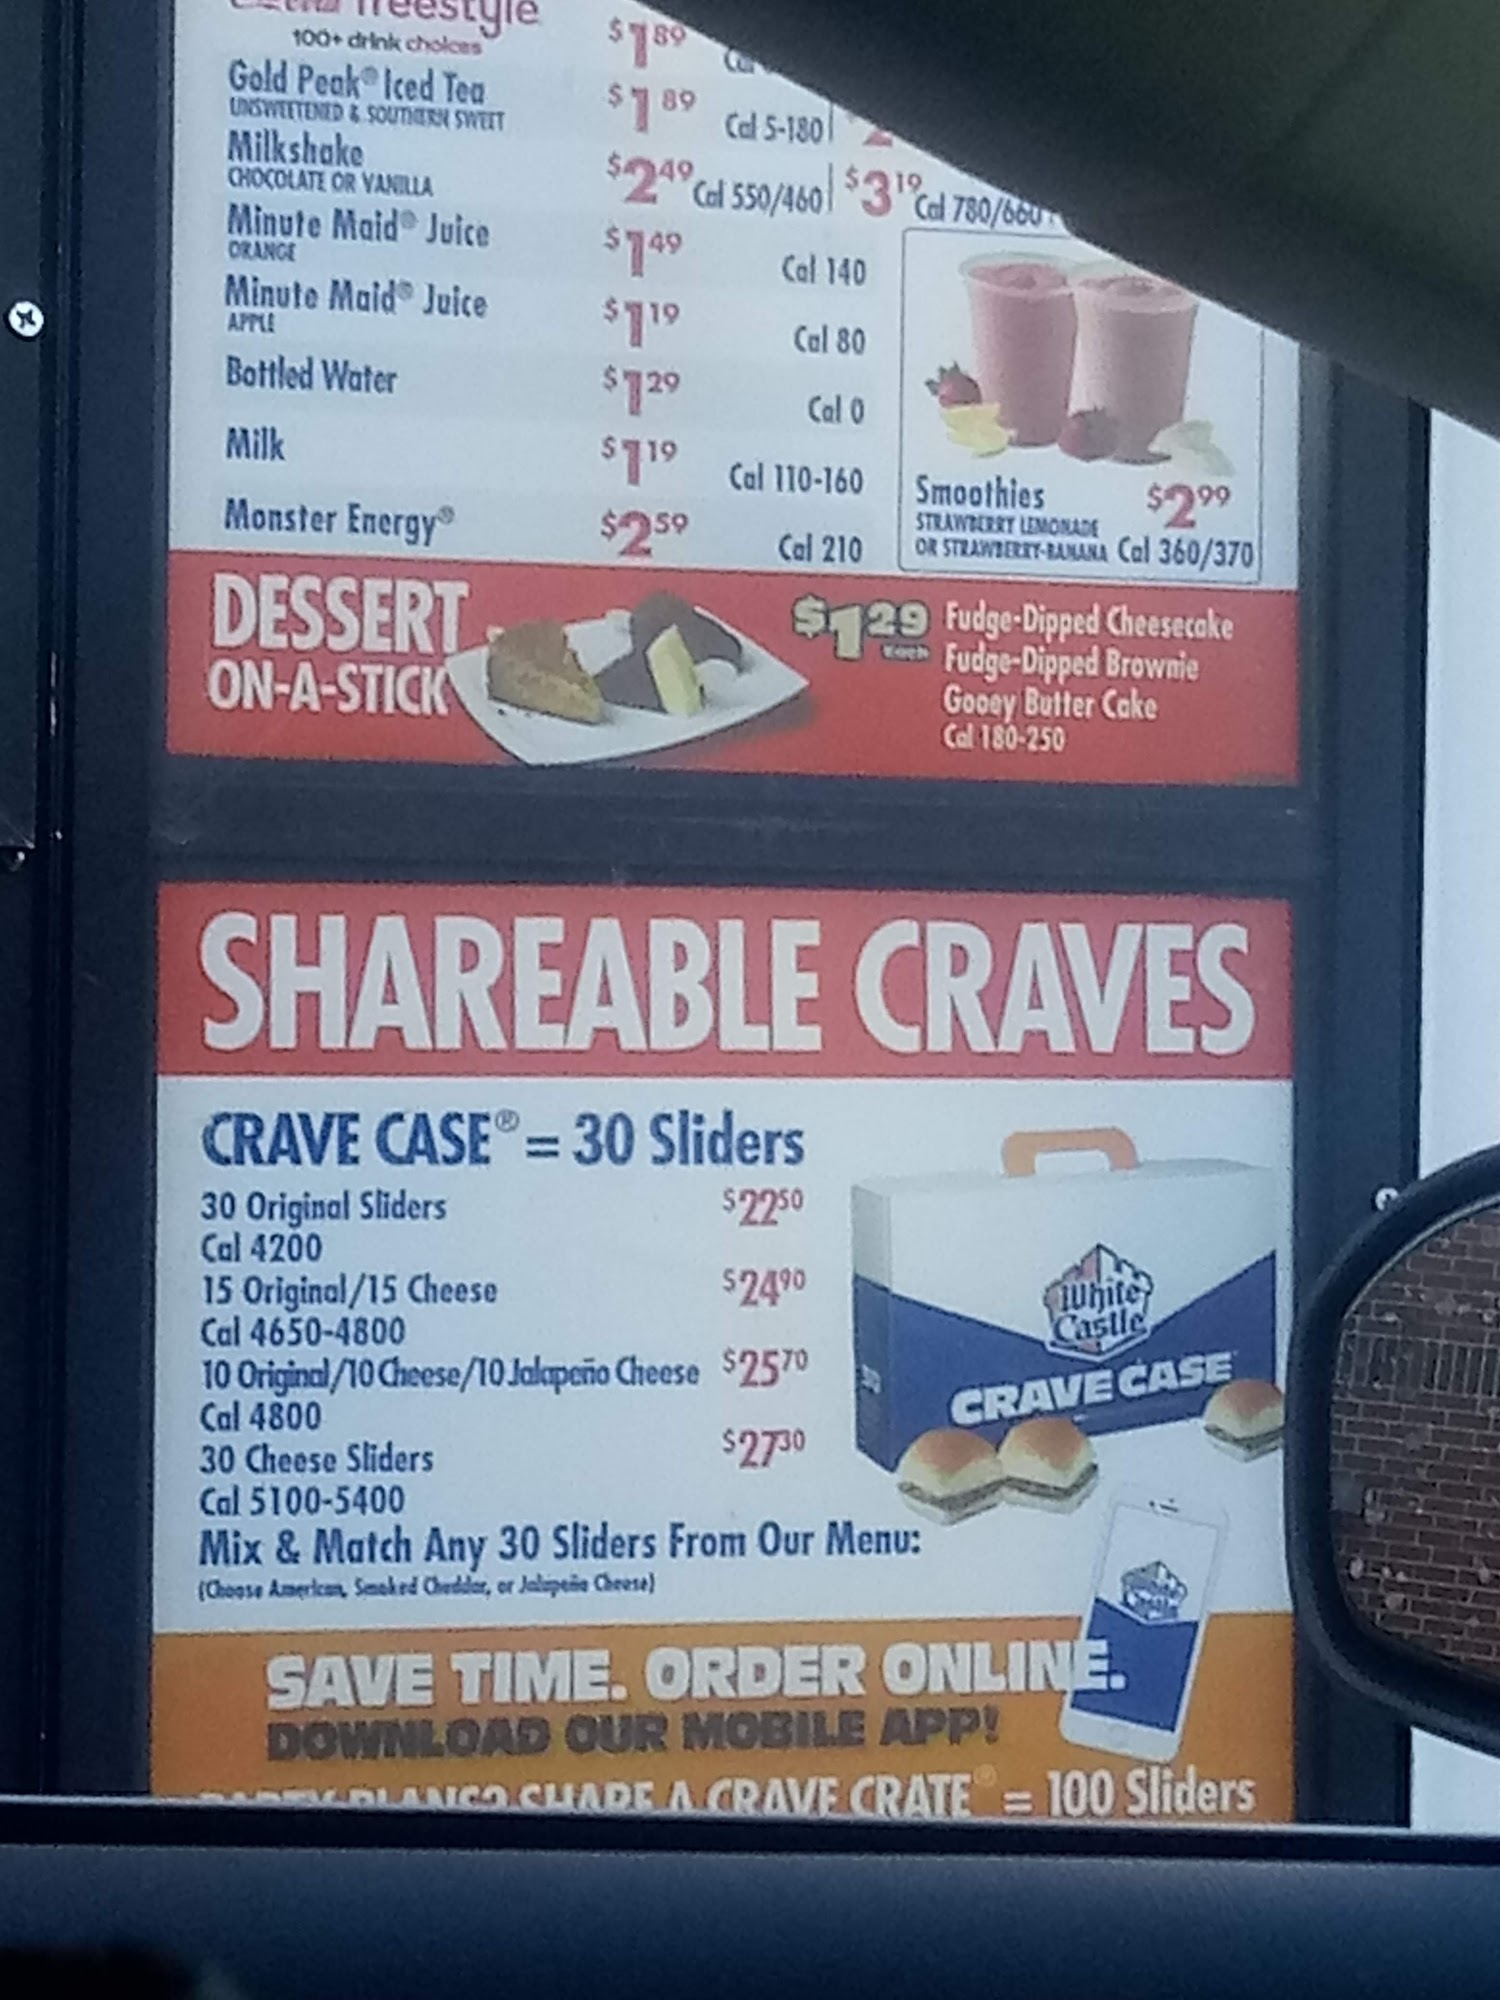 freestyle
100+ drink choices $1 89
Gold Peak® Iced Tea $1 89 Cal 5-180
UNSWEETENED & SOUTHERN SWEET
Milkshake $2 49 Cal 550/460 $3 19 Cal 780/660
CHOCOLATE OR VANILLA
Minute Maid® Juice $1 49 Cal 140
ORANGE
Minute Maid® Juice $1 19 Cal 80
APPLE
Bottled Water $1 29 Cal 0
Milk $1 19 Cal 110-160
Monster Energy® $2 59 Cal 210
Smoothies $2 99
STRAWBERRY LEMONADE
OR STRAWBERRY-BANANA Cal 360/370
DESSERT
ON-A-STICK
$1 29 Each
Fudge-Dipped Cheesecake
Fudge-Dipped Brownie
Gooey Butter Cake
Cal 180-250
SHAREABLE CRAVES
CRAVE CASE® = 30 Sliders
30 Original Sliders $22 50
Cal 4200
15 Original/15 Cheese $24 90
Cal 4650-4800
10 Original/10 Cheese/10 Jalapeño Cheese $25 70
Cal 4800
30 Cheese Sliders $27 30
Cal 5100-5400
Mix & Match Any 30 Sliders From Our Menu:
(Choose American, Smoked Cheddar, or Jalapeño Cheese)
White
Castle
CRAVE CASE
White
Castle
SAVE TIME. ORDER ONLINE.
DOWNLOAD OUR MOBILE APP!
PARTY PLANS? SHARE A CRAVE CRATE® = 100 Sliders